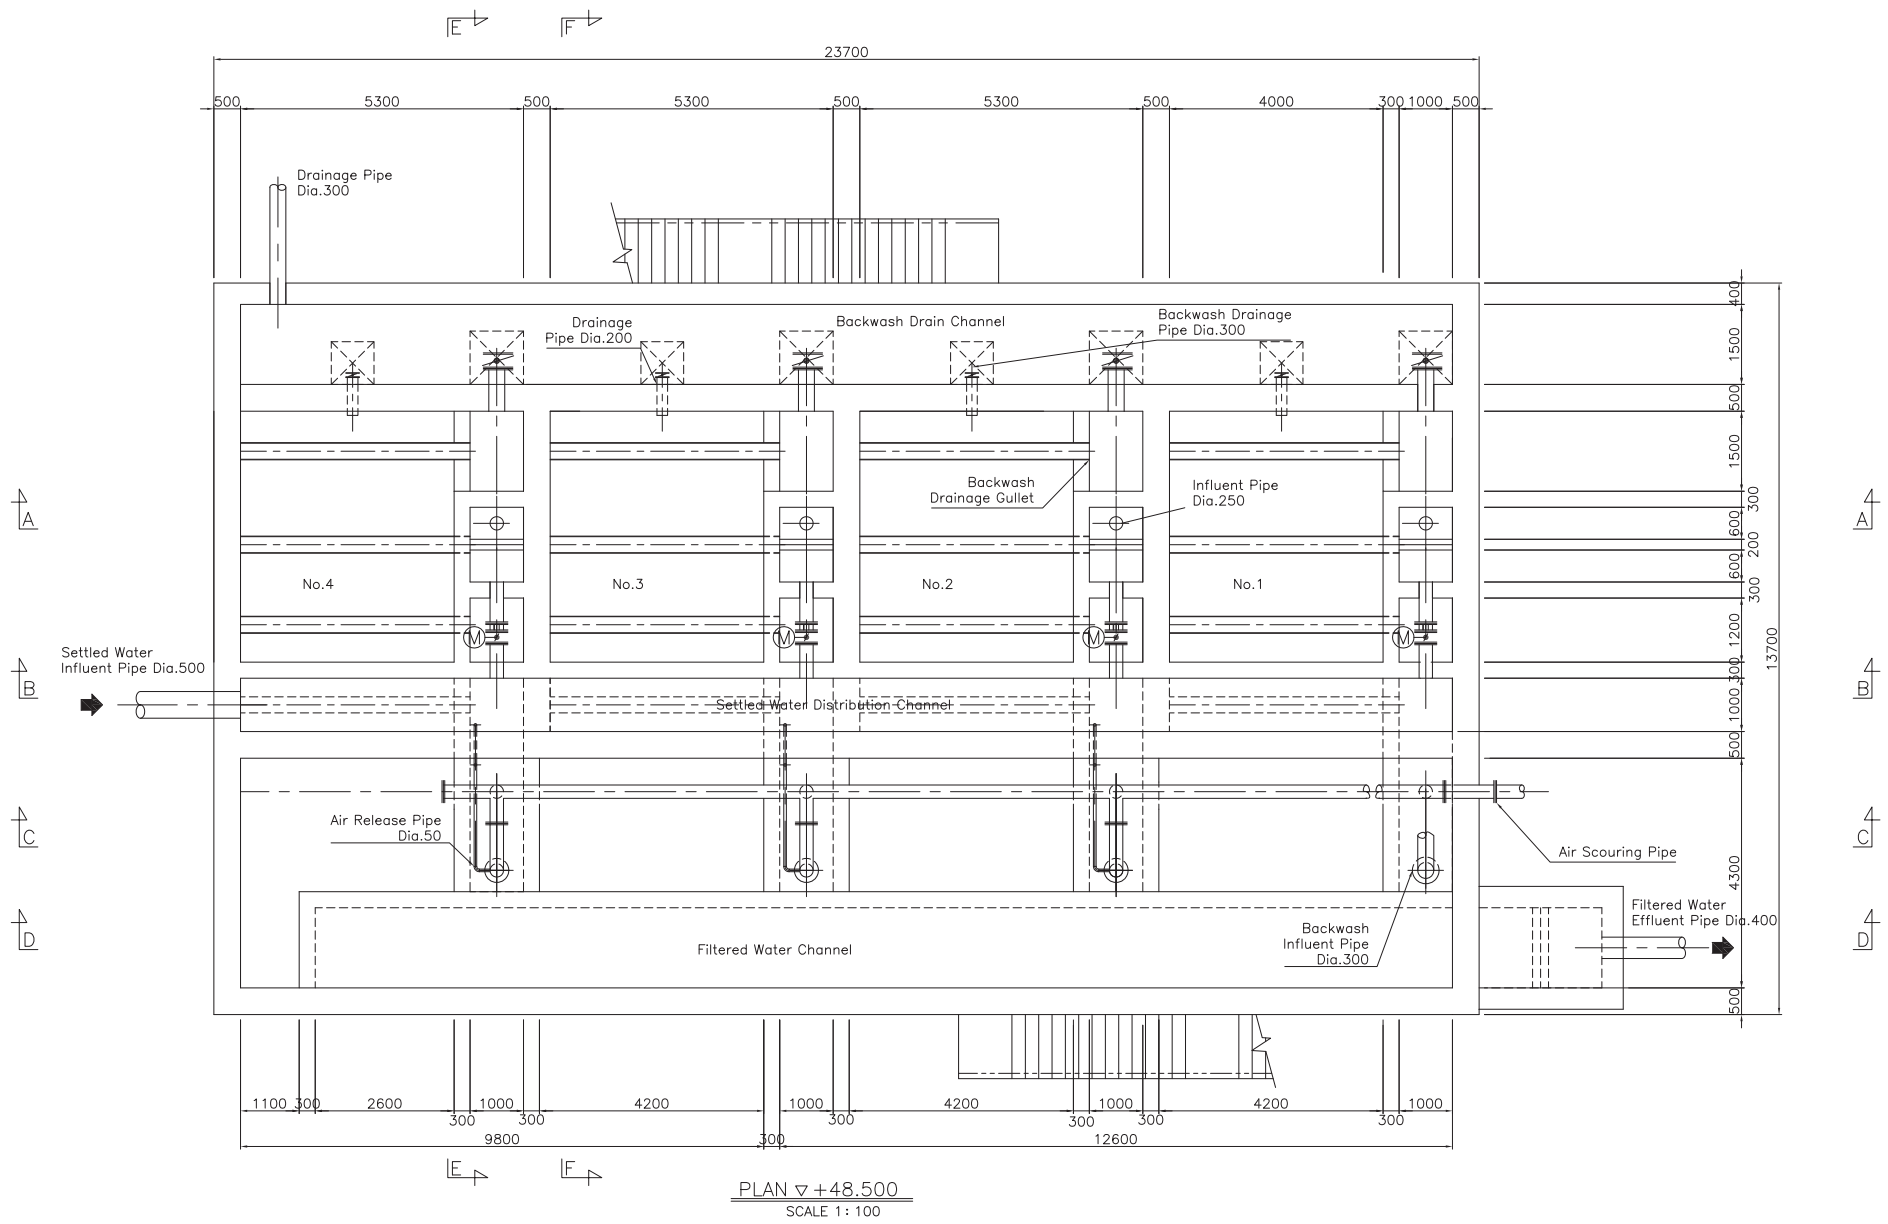 E
F
23700
500
5300
500
5300
500
5300
500
4000
300
1000
500
Drainage Pipe
Dia.300
Drainage
Pipe Dia.200
Backwash Drain Channel
Backwash Drainage
Pipe Dia.300
400
1500
500
1500
300
600
200
600
300
1200
300
1000
500
4300
500
13700
Backwash
Drainage Gullet
Influent Pipe
Dia.250
A
A
No.4
No.3
No.2
No.1
M
M
M
M
Settled Water
Influent Pipe Dia.500
B
B
Settled Water Distribution Channel
Air Release Pipe
Dia.50
C
C
Air Scouring Pipe
Filtered Water
Effluent Pipe Dia.400
D
D
Filtered Water Channel
Backwash
Influent Pipe
Dia.300
1100
300
2600
300
1000
300
4200
1000
300
4200
300
1000
300
4200
300
1000
9800
300
12600
E
F
PLAN ▽ +48.500
SCALE 1: 100